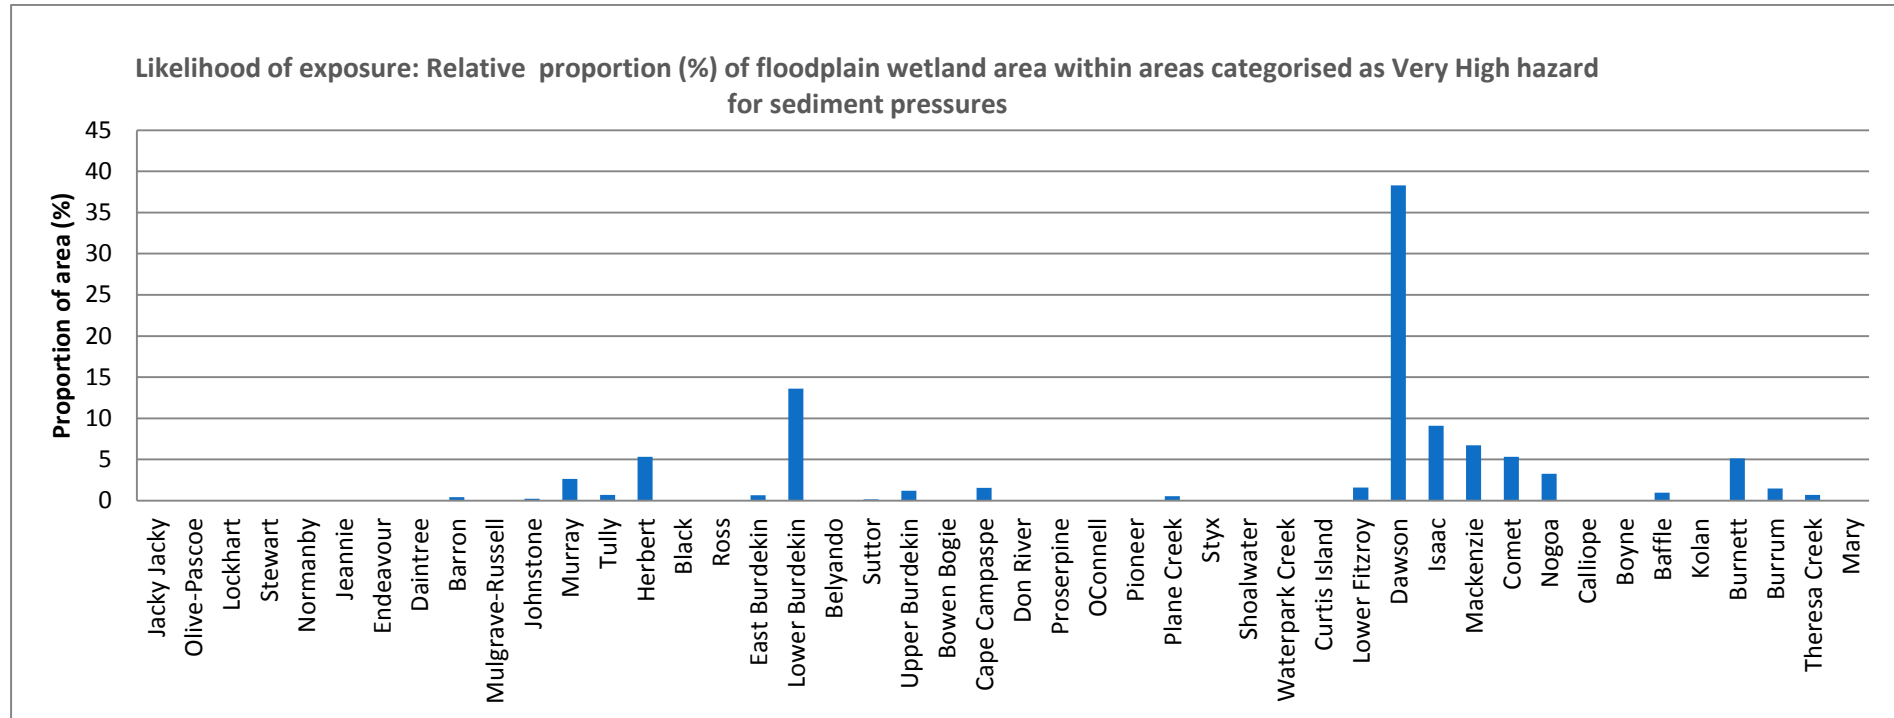 Likelihood of exposure: Relative  proportion (%) of floodplain wetland area within areas categorised as Very High hazard
for sediment pressures
Proportion of area (%)
45
40
35
30
25
20
15
10
5
0
Jacky Jacky
Olive-Pascoe
Lockhart
Stewart
Normanby
Jeannie
Endeavour
Daintree
Barron
Mulgrave-Russell
Johnstone
Murray
Tully
Herbert
Black
Ross
East Burdekin
Lower Burdekin
Belyando
Suttor
Upper Burdekin
Bowen Bogie
Cape Campaspe
Don River
Proserpine
OConnell
Pioneer
Plane Creek
Styx
Shoalwater
Waterpark Creek
Curtis Island
Lower Fitzroy
Dawson
Isaac
Mackenzie
Comet
Nogoa
Calliope
Boyne
Baffle
Kolan
Burnett
Burrum
Theresa Creek
Mary